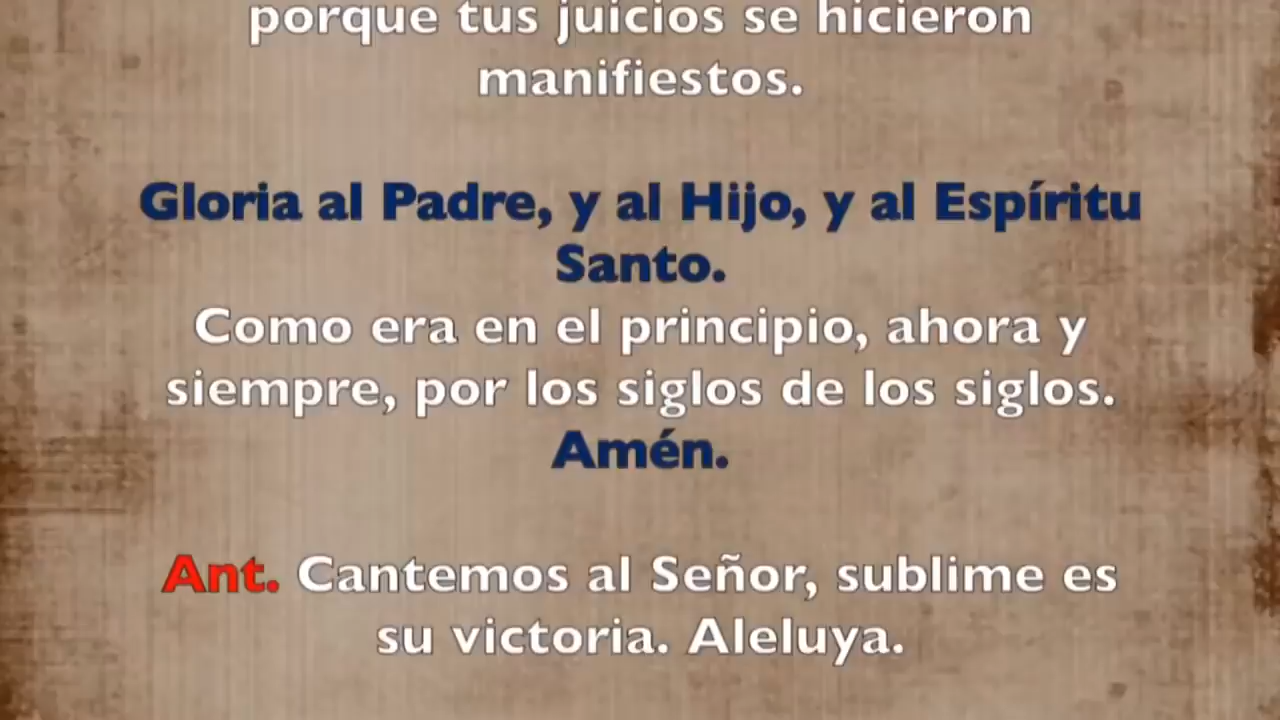 porque tus juicios se hicieron
manifiestos.
Gloria al Padre, y al Hijo, y al Espíritu
Santo.
Como era en el principio, ahora y
siempre, por los siglos de los siglos.
Amén.
Ant. Cantemos al Señor, sublime es
su victoria. Aleluya.